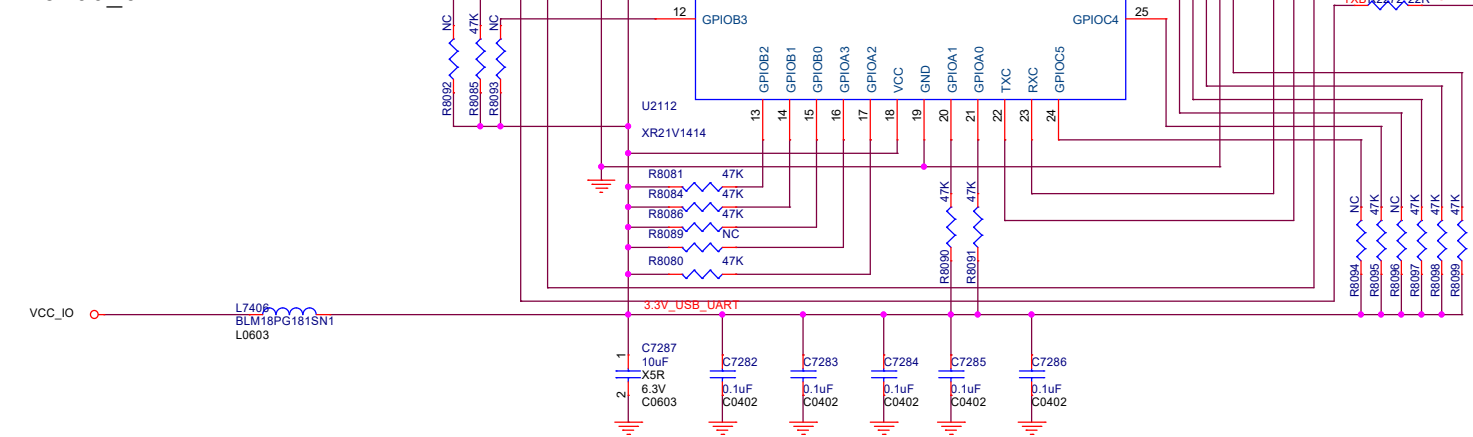 12
GPIOB3
GPIOC4
25
NC
47K
NC
R8092
R8085
R8093
GPIOB2
GPIOB1
GPIOB0
GPIOA3
GPIOA2
VCC
GND
GPIOA1
GPIOA0
TXC
RXC
GPIOC5
U2112
XR21V1414
13
14
15
16
17
18
19
20
21
22
23
24
R8081 47K
R8084 47K
R8086 47K
R8089 NC
R8080 47K
47K
47K
R8090
R8091
NC
47K
NC
47K
47K
47K
R8094
R8095
R8096
R8097
R8098
R8099
3.3V_USB_UART
VCC_IO
L7406
BLM18PG181SN1
L0603
1
2
C7287
10uF
X5R
6.3V
C0603
C7282
0.1uF
C0402
C7283
0.1uF
C0402
C7284
0.1uF
C0402
C7285
0.1uF
C0402
C7286
0.1uF
C0402